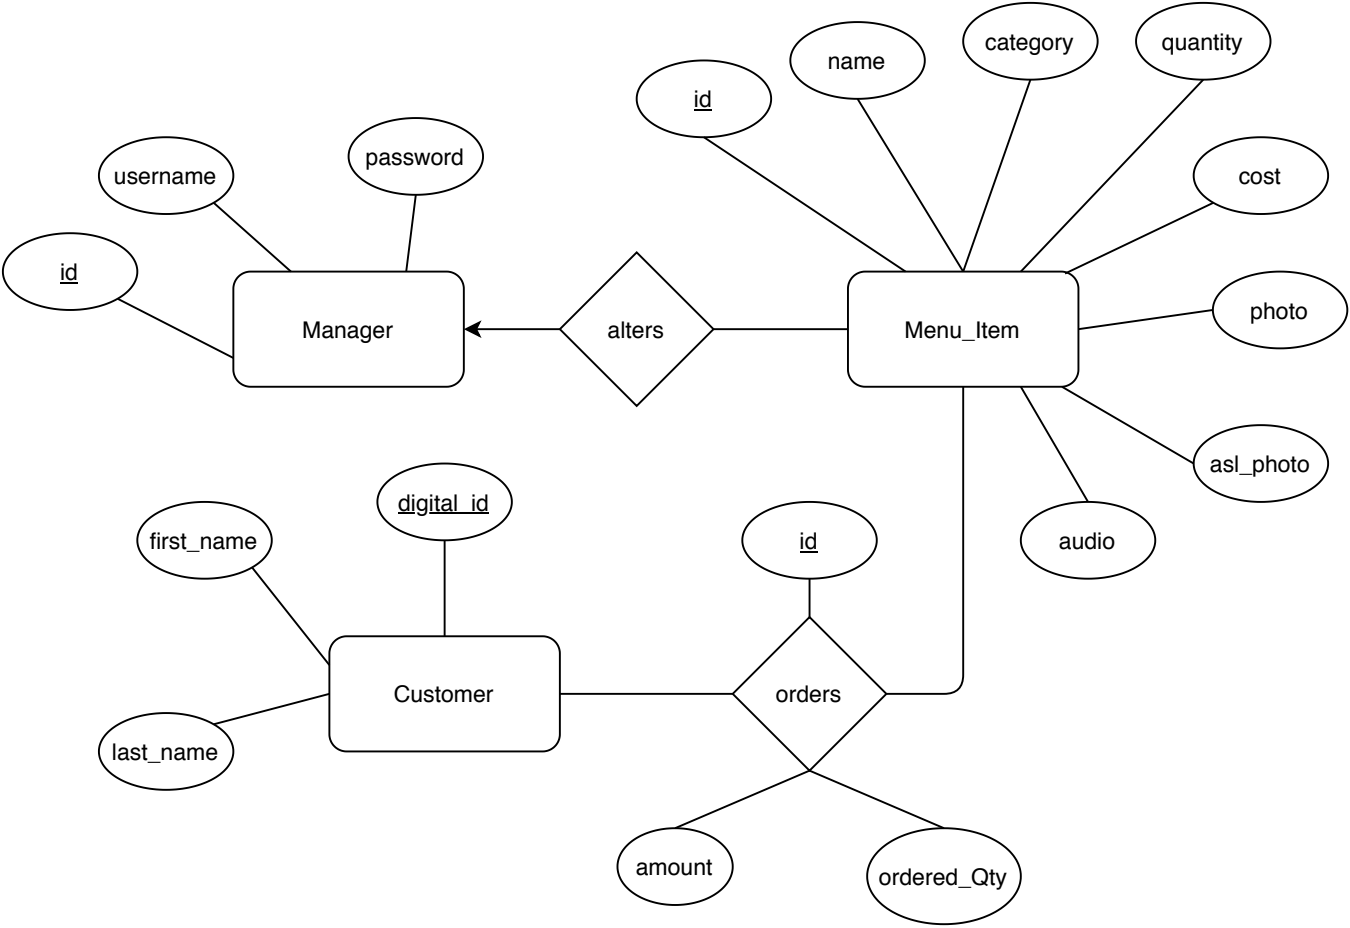 category
quantity
name
id
password
username
cost
id
photo
Manager
alters
Menu_Item
asl_photo
digital_id
first_name
id
audio
Customer
orders
last_name
amount
ordered_Qty